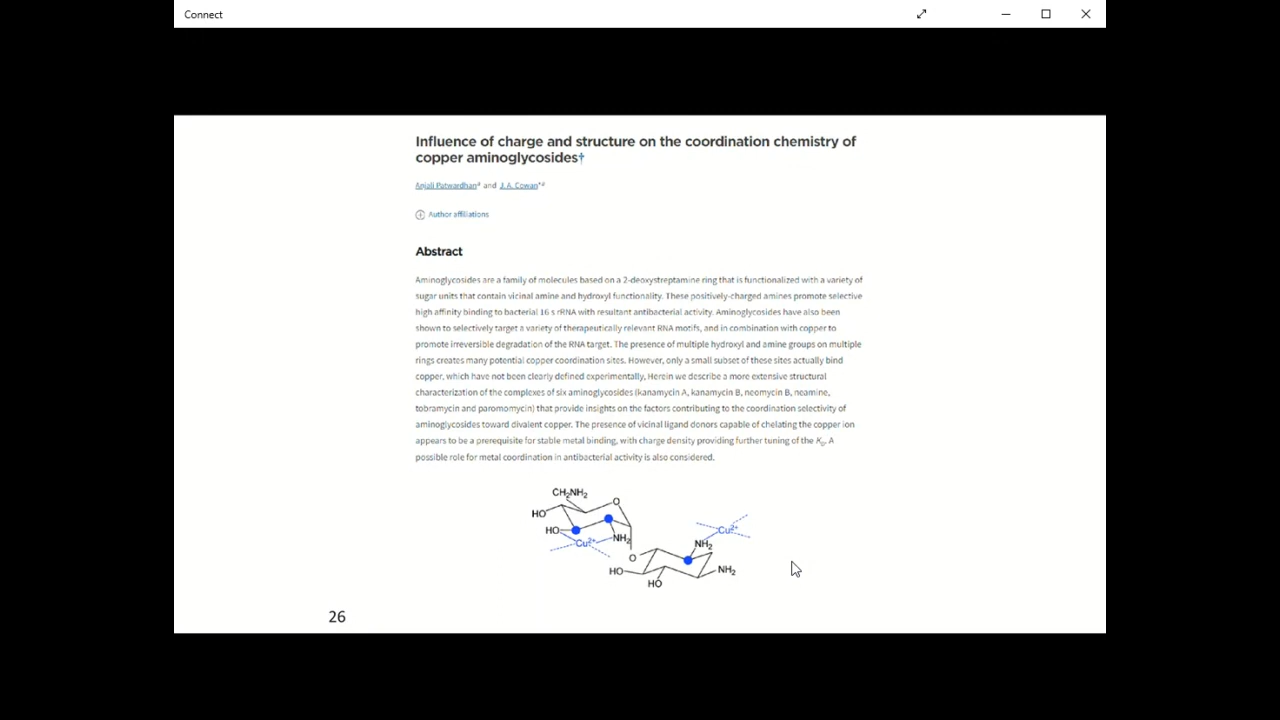 Connect
Influence of charge and structure on the coordination chemistry of
copper aminoglycosides†
Anjali Patwardhanª and J. A. Cowan*ª
Author affiliations
Abstract
Aminoglycosides are a family of molecules based on a 2-deoxystreptamine ring that is functionalized with a variety of
sugar units that contain vicinal amine and hydroxyl functionality. These positively-charged amines promote selective
high affinity binding to bacterial 16 s rRNA with resultant antibacterial activity. Aminoglycosides have also been
shown to selectively target a variety of therapeutically relevant RNA motifs, and in combination with copper to
promote irreversible degradation of the RNA target. The presence of multiple hydroxyl and amine groups on multiple
rings creates many potential copper coordination sites. However, only a small subset of these sites actually bind
copper, which have not been clearly defined experimentally, Herein we describe a more extensive structural
characterization of the complexes of six aminoglycosides (kanamycin A, kanamycin B, neomycin B, neamine,
tobramycin and paromomycin) that provide insights on the factors contributing to the coordination selectivity of
aminoglycosides toward divalent copper. The presence of vicinal ligand donors capable of chelating the copper ion
appears to be a prerequisite for stable metal binding, with charge density providing further tuning of the K_D. A
possible role for metal coordination in antibacterial activity is also considered.
CH₂NH₂
O
HO
HO
Cu²⁺
NH₂
Cu²⁺
NH₂
O
HO
NH₂
HO
26